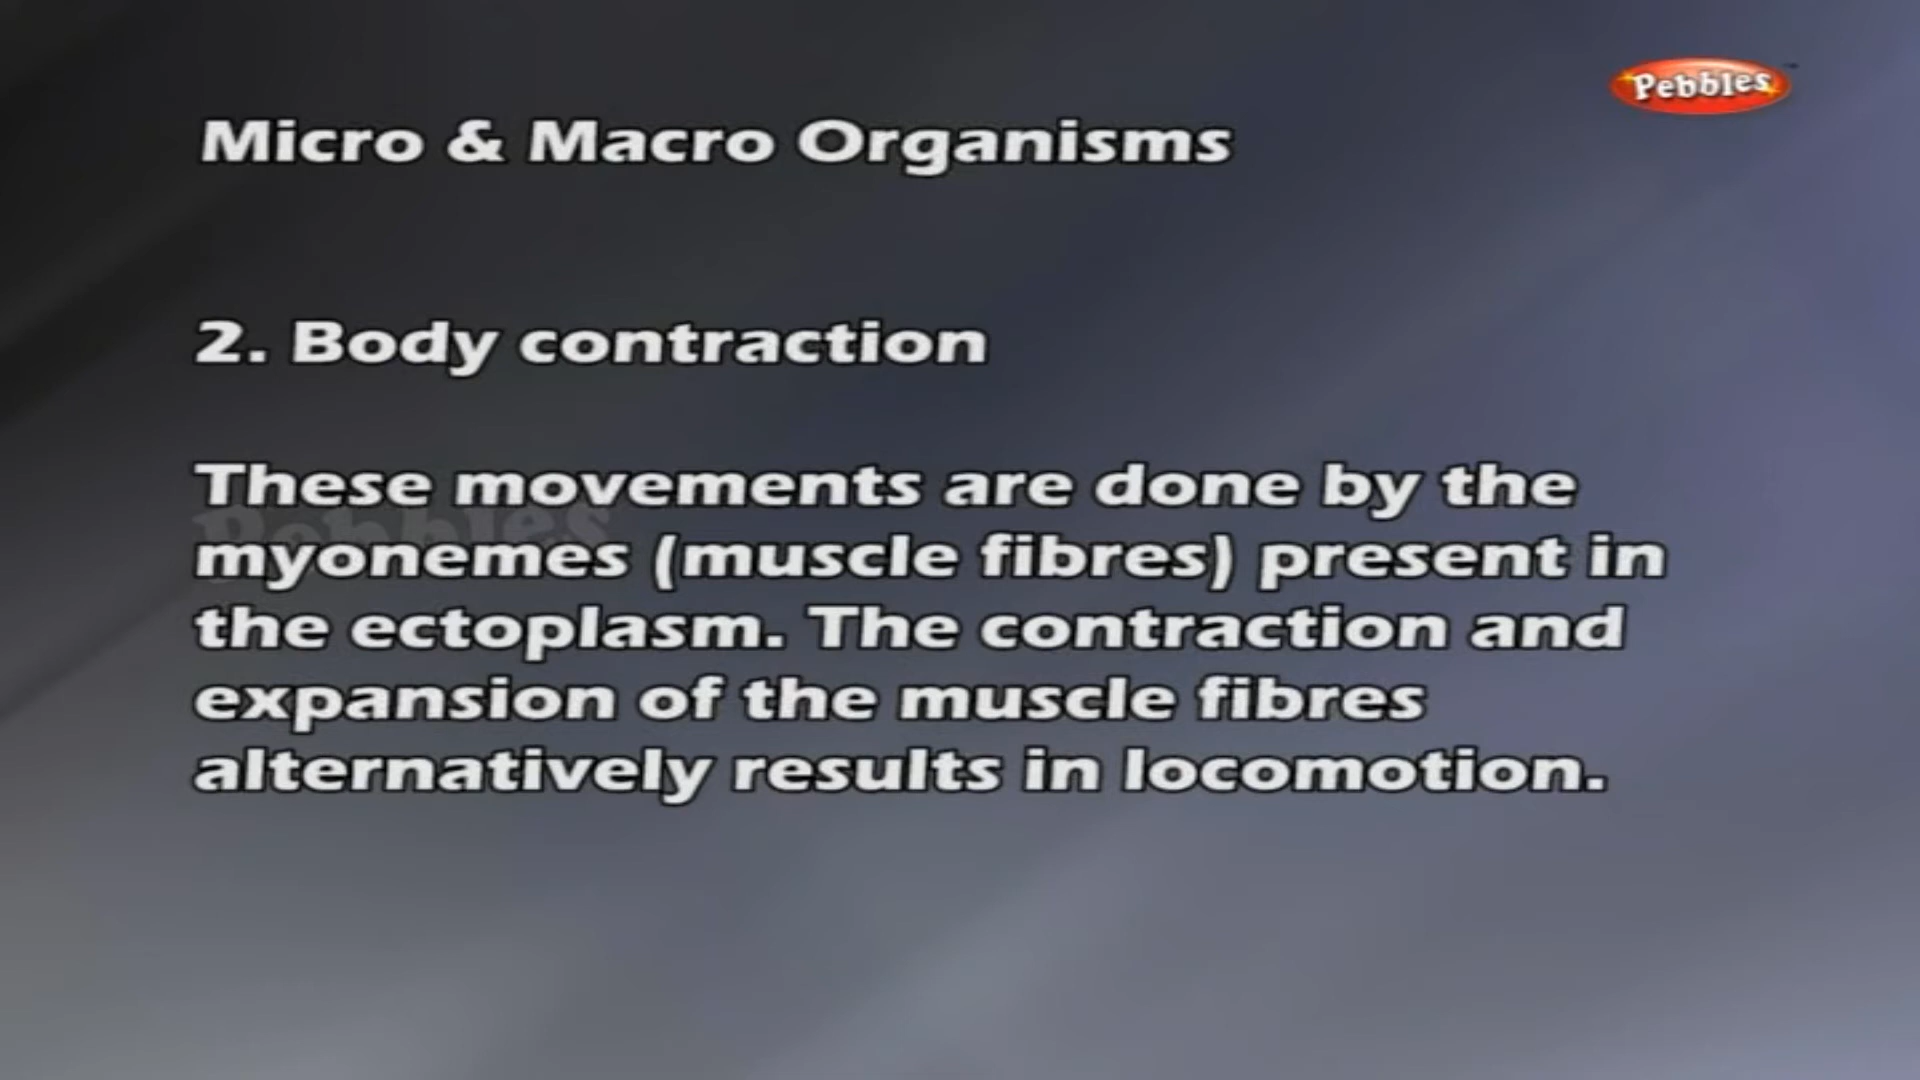 Pebbles
Micro & Macro Organisms
2. Body contraction
These movements are done by the
Pebbles
myonemes (muscle fibres) present in
the ectoplasm. The contraction and
expansion of the muscle fibres
alternatively results in locomotion.